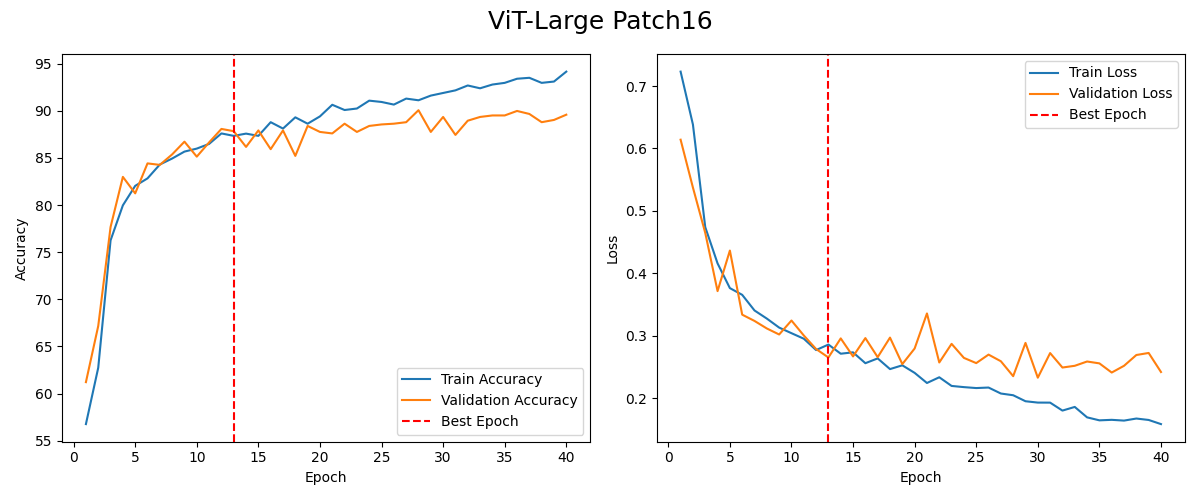 ViT-Large Patch16
95
90
85
80
75
70
65
60
55
Accuracy
0 5 10 15 20 25 30 35 40
Epoch
Train Accuracy
Validation Accuracy
Best Epoch
0.7
0.6
0.5
0.4
0.3
0.2
Loss
0 5 10 15 20 25 30 35 40
Epoch
Train Loss
Validation Loss
Best Epoch